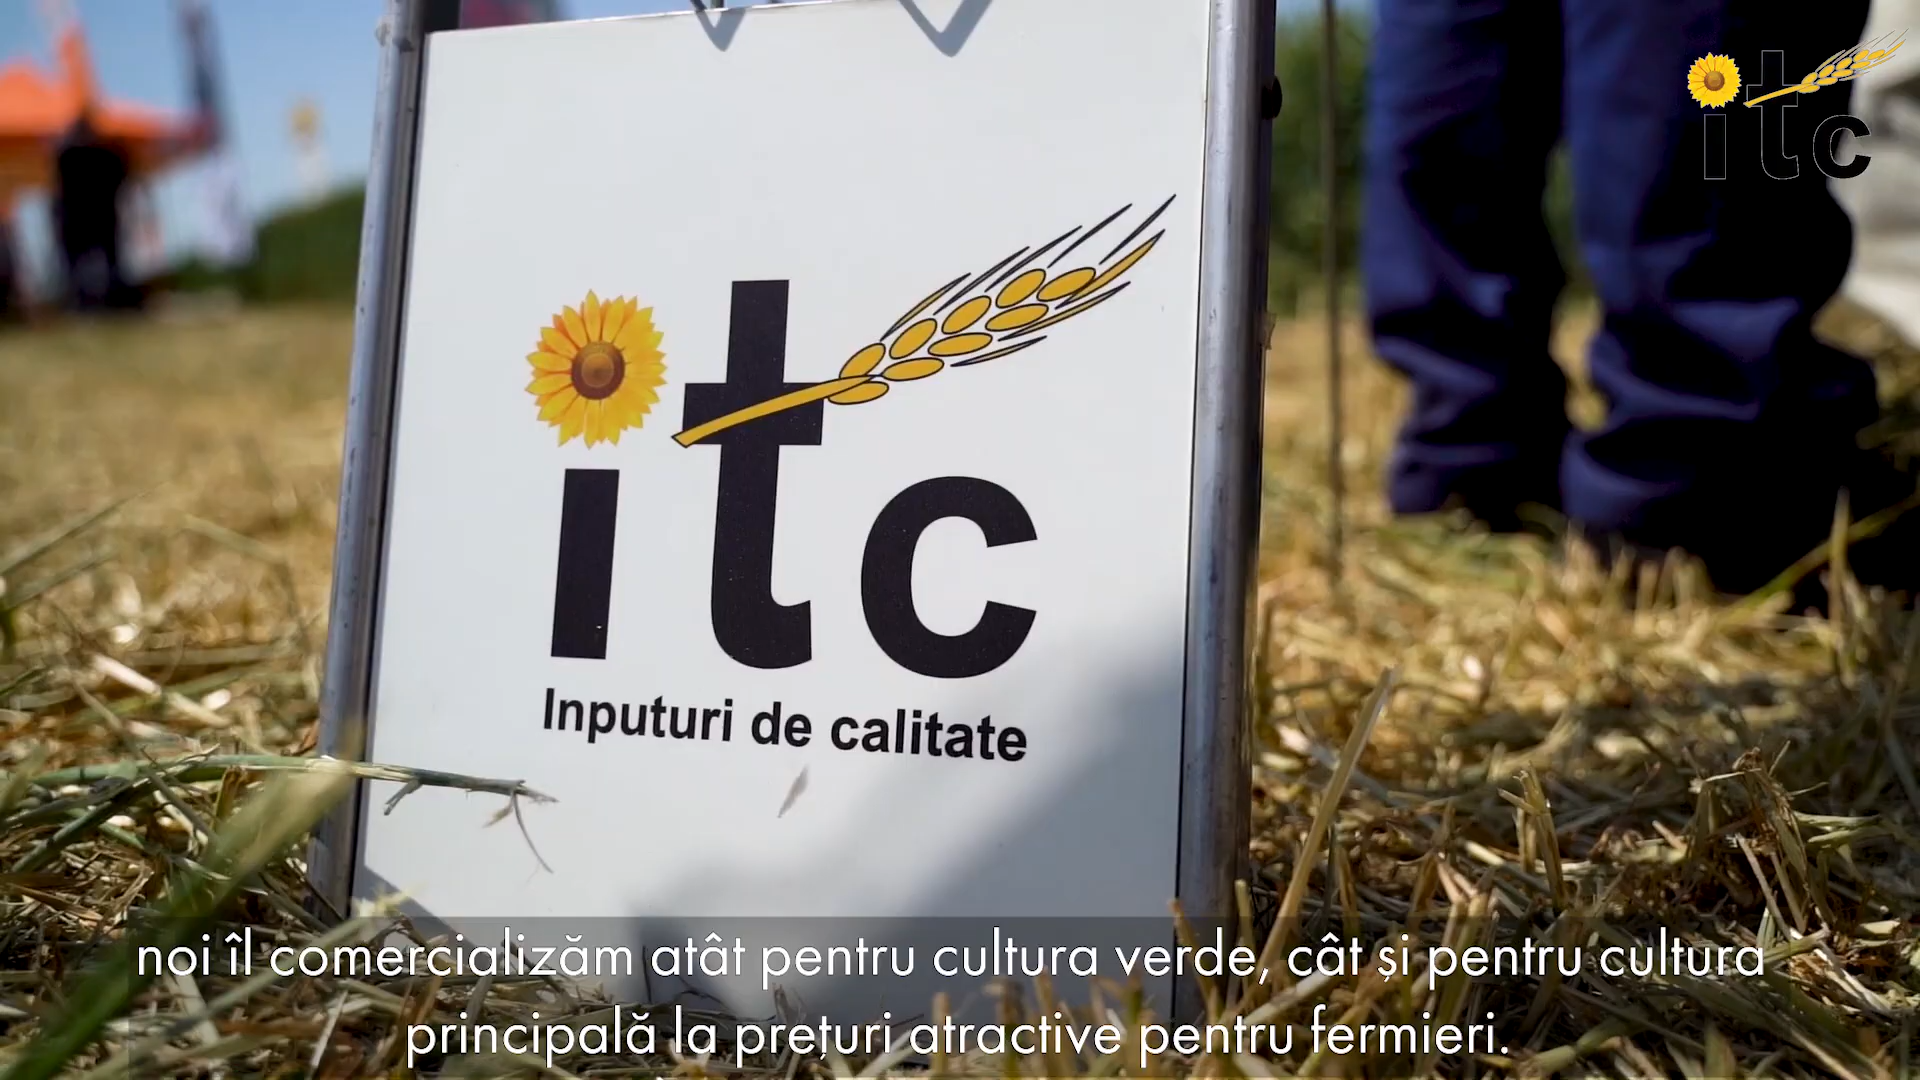 itc
itc
Inputuri de calitate
noi îl comercializăm atât pentru cultura verde, cât și pentru cultura
principală la prețuri atractive pentru fermieri.